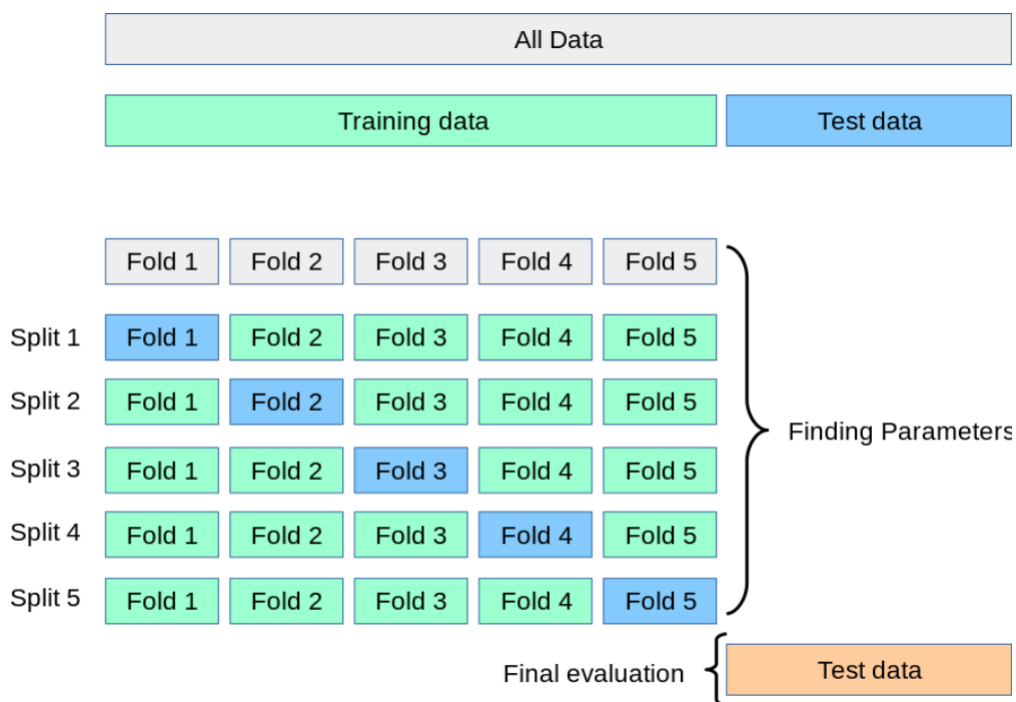 All Data
Training data Test data
Fold 1 Fold 2 Fold 3 Fold 4 Fold 5
Split 1 Fold 1 Fold 2 Fold 3 Fold 4 Fold 5
Split 2 Fold 1 Fold 2 Fold 3 Fold 4 Fold 5
Split 3 Fold 1 Fold 2 Fold 3 Fold 4 Fold 5
Split 4 Fold 1 Fold 2 Fold 3 Fold 4 Fold 5
Split 5 Fold 1 Fold 2 Fold 3 Fold 4 Fold 5
Finding Parameters
Final evaluation Test data